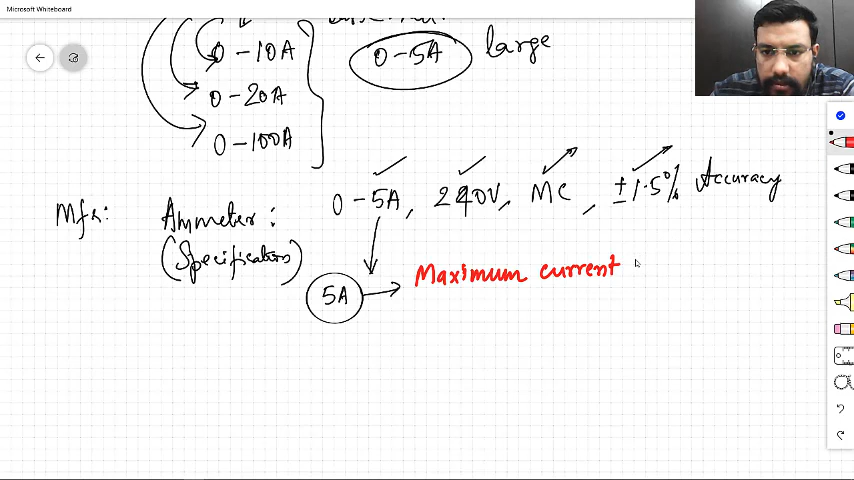 Microsoft Whiteboard
0 - 10A
0 - 5A large
0 - 20A
0 - 100A
Mfr: Ammeter: 0 - 5A, 240V, MC, ±1.5% Accuracy
(Specifications)
5A Maximum current